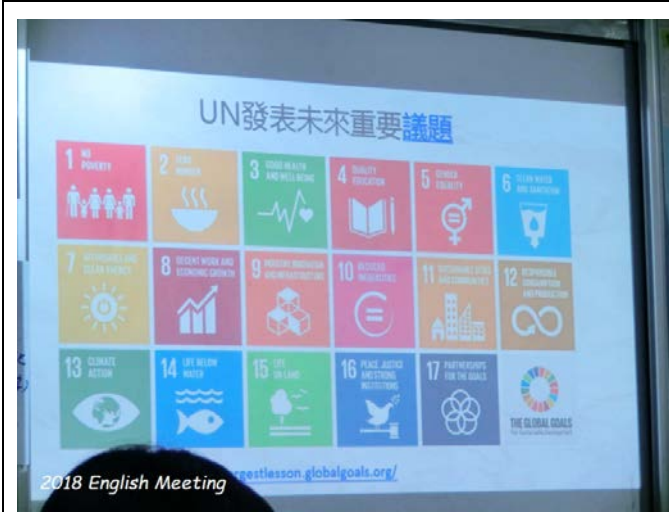 UN發表未來重要議題
1 NO POVERTY
2 ZERO HUNGER
3 GOOD HEALTH AND WELL-BEING
4 QUALITY EDUCATION
5 GENDER EQUALITY
6 CLEAN WATER AND SANITATION
7 AFFORDABLE AND CLEAN ENERGY
8 DECENT WORK AND ECONOMIC GROWTH
9 INDUSTRY, INNOVATION AND INFRASTRUCTURE
10 REDUCED INEQUALITIES
11 SUSTAINABLE CITIES AND COMMUNITIES
12 RESPONSIBLE CONSUMPTION AND PRODUCTION
13 CLIMATE ACTION
14 LIFE BELOW WATER
15 LIFE ON LAND
16 PEACE, JUSTICE AND STRONG INSTITUTIONS
17 PARTNERSHIPS FOR THE GOALS
THE GLOBAL GOALS
For Sustainable Development
gestlesson.globalgoals.org/
2018 English Meeting